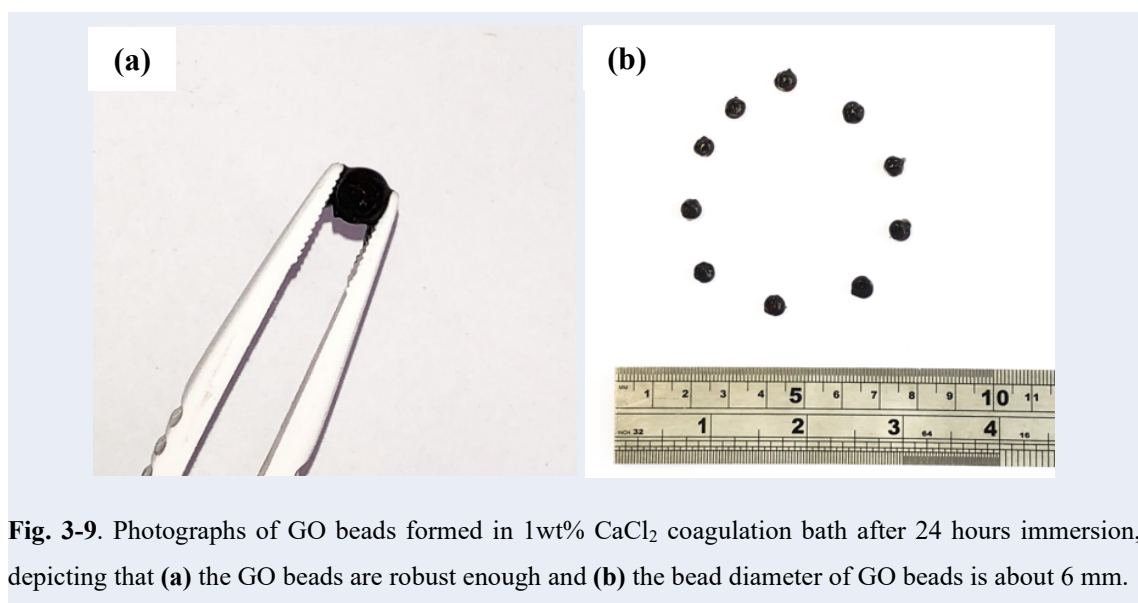 (a)
(b)
MM 1 2 3 4 5 6 7 8 9 10 11
INCH 32 1 2 3 64 4 16
Fig. 3-9. Photographs of GO beads formed in 1wt% CaCl₂ coagulation bath after 24 hours immersion,
depicting that (a) the GO beads are robust enough and (b) the bead diameter of GO beads is about 6 mm.